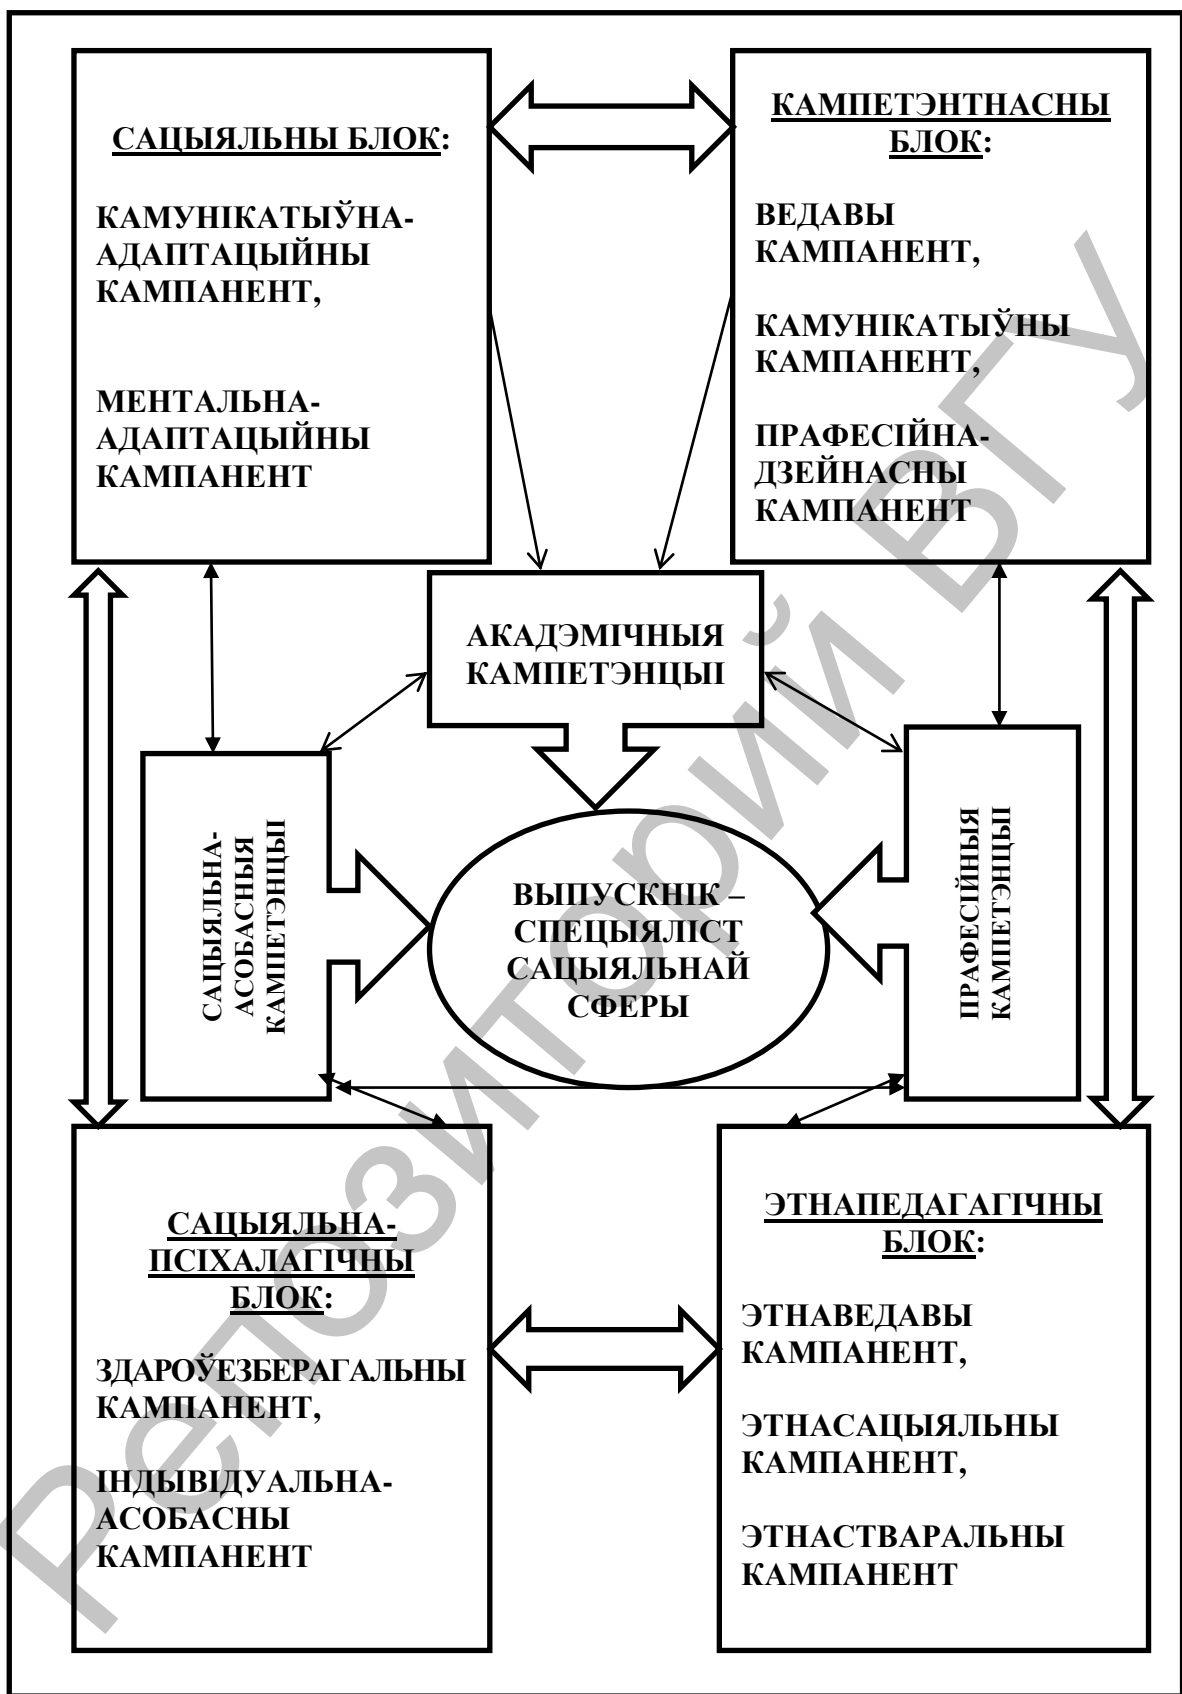 САЦЫЯЛЬНЫ БЛОК:
КАМУНІКАТЫЎНА-
АДАПТАЦЫЙНЫ
КАМПАНЕНТ,
МЕНТАЛЬНА-
АДАПТАЦЫЙНЫ
КАМПАНЕНТ
КАМПЕТЭНТНАСНЫ
БЛОК:
ВЕДАВЫ
КАМПАНЕНТ,
КАМУНІКАТЫЎНЫ
КАМПАНЕНТ,
ПРАФЕСІЙНА-
ДЗЕЙНАСНЫ
КАМПАНЕНТ
АКАДЭМІЧНЫЯ
КАМПЕТЭНЦЫІ
САЦЫЯЛЬНА-
АСОБАСНЫЯ
КАМПЕТЭНЦЫІ
ВЫПУСКНІК –
СПЕЦЫЯЛІСТ
САЦЫЯЛЬНАЙ
СФЕРЫ
ПРАФЕСІЙНЫЯ
КАМПЕТЭНЦЫІ
САЦЫЯЛЬНА-
ПСІХАЛАГІЧНЫ
БЛОК:
ЗДАРОЎЕЗБЕРАГАЛЬНЫ
КАМПАНЕНТ,
ІНДЫВІДУАЛЬНА-
АСОБАСНЫ
КАМПАНЕНТ
ЭТНАПЕДАГАГІЧНЫ
БЛОК:
ЭТНАВЕДАВЫ
КАМПАНЕНТ,
ЭТНАСАЦЫЯЛЬНЫ
КАМПАНЕНТ,
ЭТНАСТВАРАЛЬНЫ
КАМПАНЕНТ
Репозиторий ВГУ